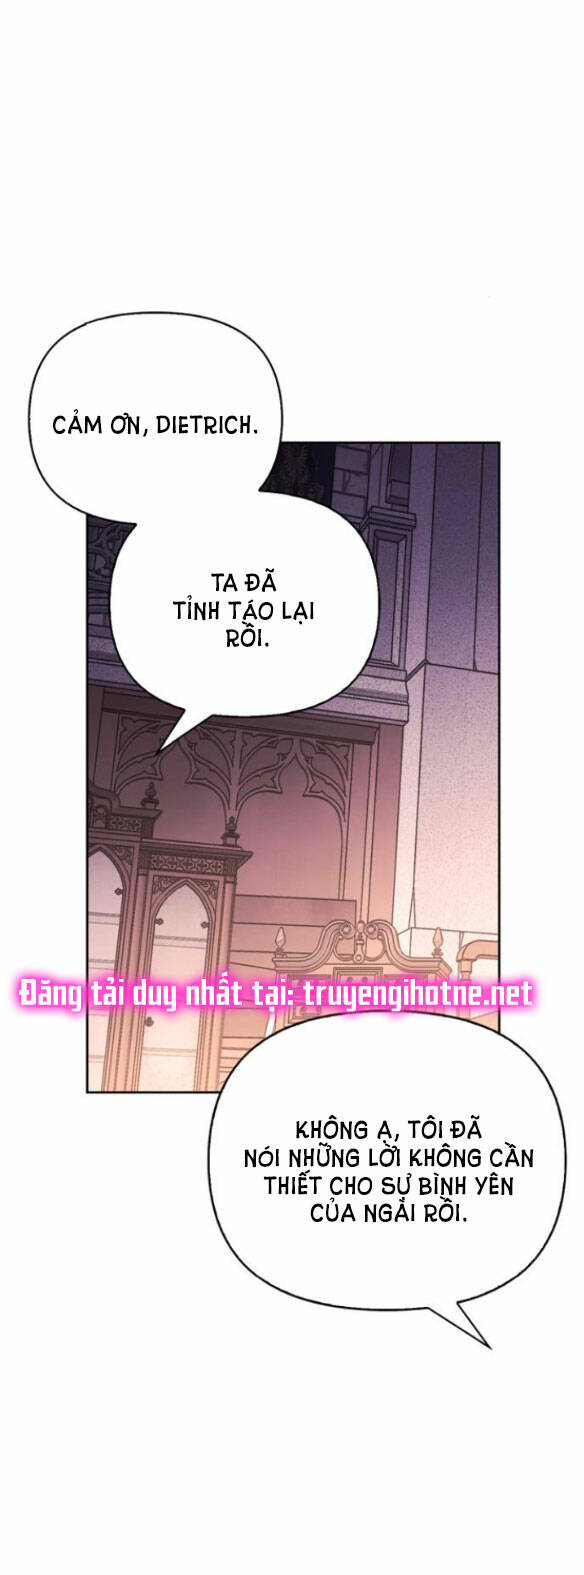 CẢM ƠN, DIETRICH.
TA ĐÃ
TỈNH TÁO LẠI
RỒI.
Đăng tải duy nhất tại: truyengihotne.net
KHÔNG Ạ, TÔI ĐÃ
NÓI NHỮNG LỜI KHÔNG CẦN
THIẾT CHO SỰ BÌNH YÊN
CỦA NGÀI RỒI.